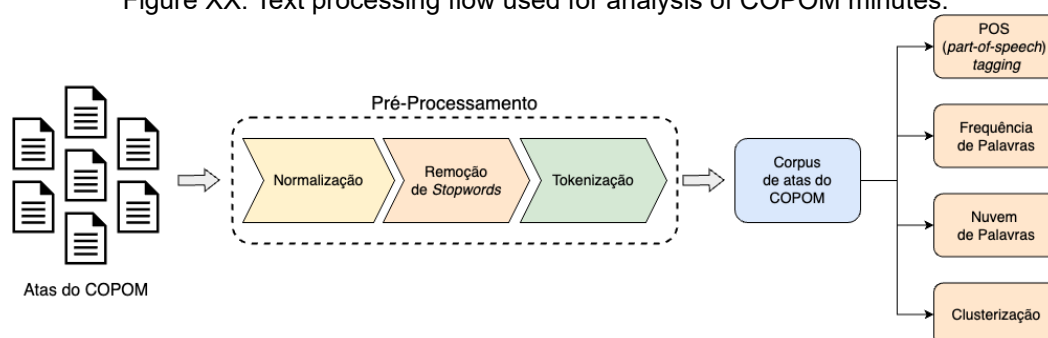 Figure XX. Text processing flow used for analysis of COPOM minutes.
Atas do COPOM
Pré-Processamento
Normalização
Remoção
de Stopwords
Tokenização
Corpus
de atas do
COPOM
POS
(part-of-speech)
tagging
Frequência
de Palavras
Nuvem
de Palavras
Clusterização